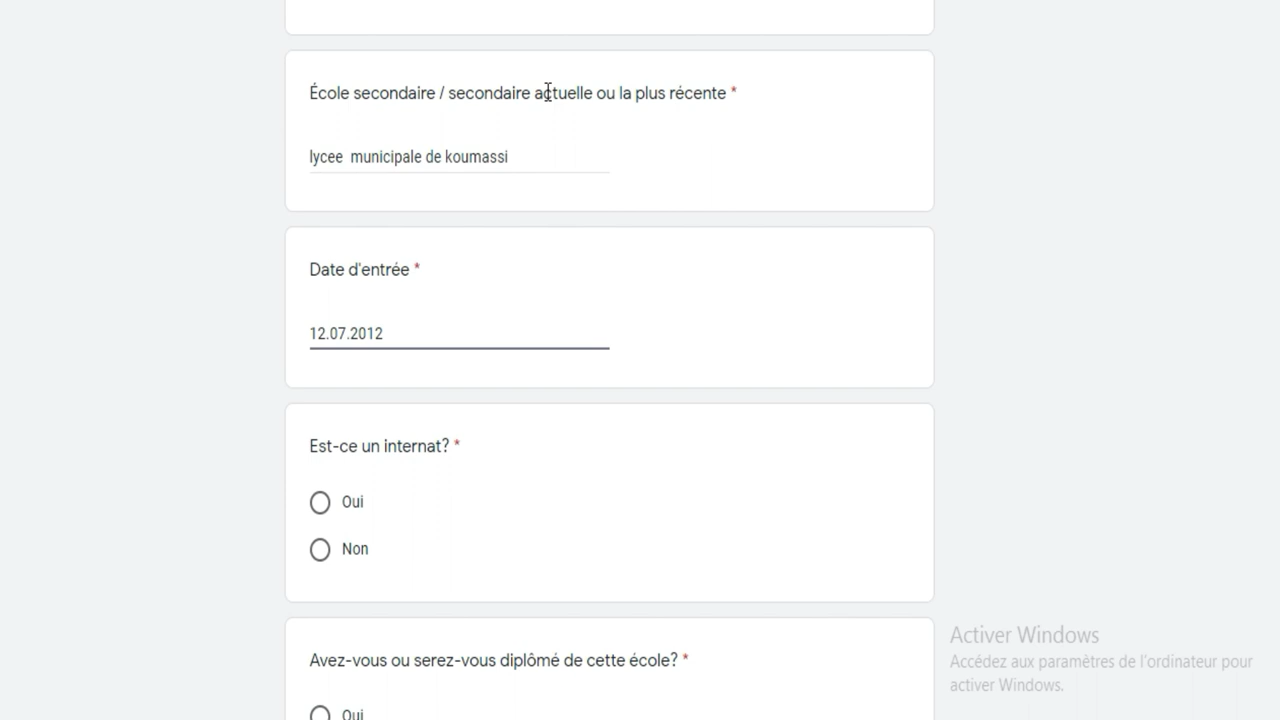 École secondaire / secondaire actuelle ou la plus récente *
lycee  municipale de koumassi
Date d'entrée *
12.07.2012
Est-ce un internat? *
Oui
Non
Avez-vous ou serez-vous diplômé de cette école? *
Oui
Activer Windows
Accédez aux paramètres de l'ordinateur pour
activer Windows.